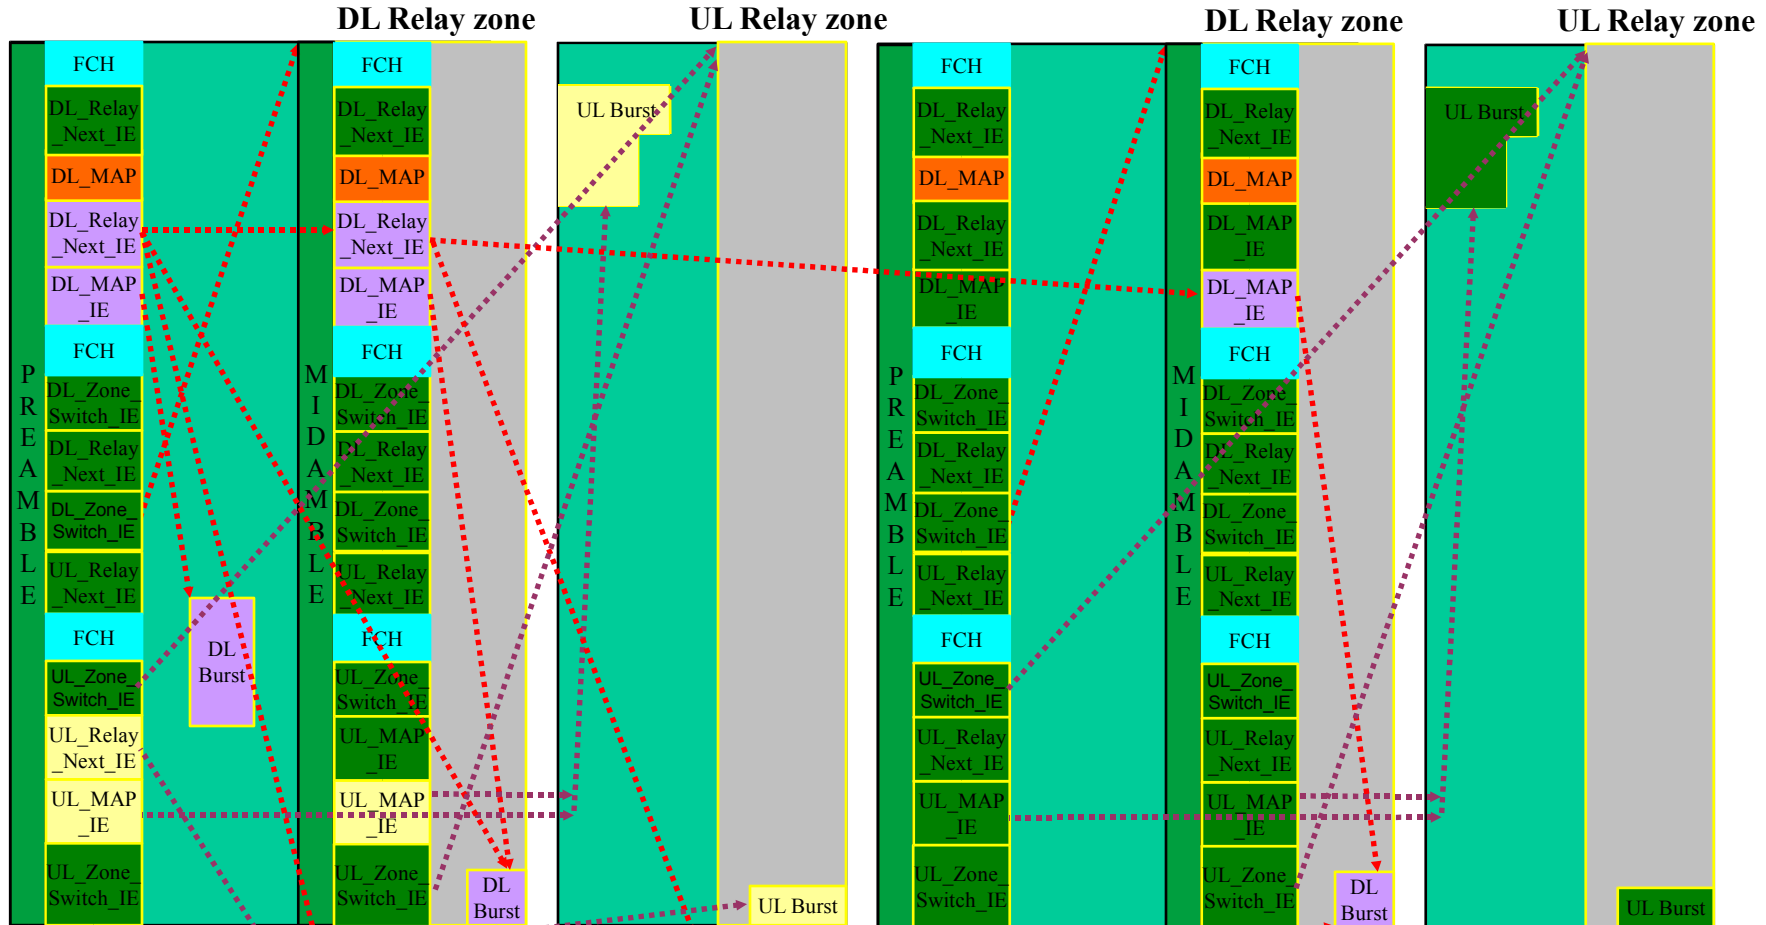 DL Relay zone
UL Relay zone
DL Relay zone
UL Relay zone
P
R
E
A
M
B
L
E
FCH
DL_Relay
_Next_IE
DL_MAP
DL_Relay
_Next_IE
DL_MAP
_IE
FCH
DL_Zone_
Switch_IE
DL_Relay
_Next_IE
DL_Zone_
Switch_IE
UL_Relay
_Next_IE
FCH
UL_Zone_
Switch_IE
UL_Relay
_Next_IE
UL_MAP
_IE
UL_Zone_
Switch_IE
DL
Burst
M
I
D
A
M
B
L
E
FCH
DL_Relay
_Next_IE
DL_MAP
DL_Relay
_Next_IE
DL_MAP
_IE
FCH
DL_Zone_
Switch_IE
DL_Relay
_Next_IE
DL_Zone_
Switch_IE
UL_Relay
_Next_IE
FCH
UL_Zone_
Switch_IE
UL_MAP
_IE
UL_MAP
_IE
UL_Zone_
Switch_IE
DL
Burst
UL Burst
UL Burst
P
R
E
A
M
B
L
E
FCH
DL_Relay
_Next_IE
DL_MAP
DL_Relay
_Next_IE
DL_MAP
_IE
FCH
DL_Zone_
Switch_IE
DL_Relay
_Next_IE
DL_Zone_
Switch_IE
UL_Relay
_Next_IE
FCH
UL_Zone_
Switch_IE
UL_Relay
_Next_IE
UL_MAP
_IE
UL_Zone_
Switch_IE
M
I
D
A
M
B
L
E
FCH
DL_Relay
_Next_IE
DL_MAP
DL_MAP
_IE
DL_MAP
_IE
FCH
DL_Zone_
Switch_IE
DL_Relay
_Next_IE
DL_Zone_
Switch_IE
UL_Relay
_Next_IE
FCH
UL_Zone_
Switch_IE
UL_Relay
_Next_IE
UL_MAP
_IE
UL_Zone_
Switch_IE
DL
Burst
UL Burst
UL Burst